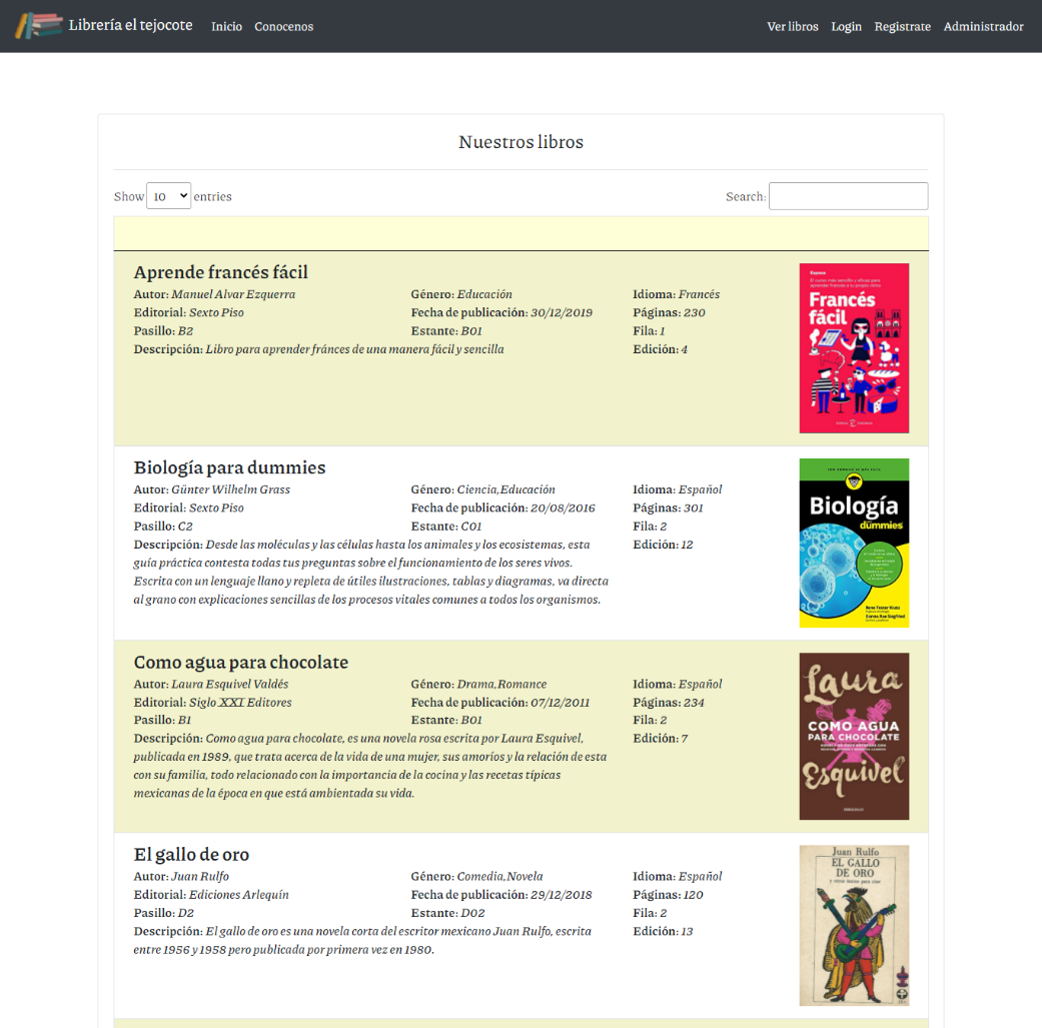 Librería el tejocote Inicio Conocenos Ver libros Login Registrate Administrador
Nuestros libros
Show 10 entries Search:
Aprende francés fácil
Autor: Manuel Alvar Ezquerra Género: Educación Idioma: Francés
Editorial: Sexto Piso Fecha de publicación: 30/12/2019 Páginas: 230
Pasillo: B2 Estante: B01 Fila: 1
Descripción: Libro para aprender fránces de una manera fácil y sencilla Edición: 4
Francés
fácil
Biología para dummies
Autor: Günter Wilhelm Grass Género: Ciencia,Educación Idioma: Español
Editorial: Sexto Piso Fecha de publicación: 20/08/2016 Páginas: 301
Pasillo: C2 Estante: C01 Fila: 2
Descripción: Desde las moléculas y las células hasta los animales y los ecosistemas, esta Edición: 12
guía práctica contesta todas tus preguntas sobre el funcionamiento de los seres vivos.
Escrita con un lenguaje llano y repleta de útiles ilustraciones, tablas y diagramas, va directa
al grano con explicaciones sencillas de los procesos vitales comunes a todos los organismos.
Biología
dummies
Como agua para chocolate
Autor: Laura Esquivel Valdés Género: Drama,Romance Idioma: Español
Editorial: Siglo XXI Editores Fecha de publicación: 07/12/2011 Páginas: 234
Pasillo: B1 Estante: B01 Fila: 2
Descripción: Como agua para chocolate, es una novela rosa escrita por Laura Esquivel, Edición: 7
publicada en 1989, que trata acerca de la vida de una mujer, sus amoríos y la relación de esta
con su familia, todo relacionado con la importancia de la cocina y las recetas típicas
mexicanas de la época en que está ambientada su vida.
Laura
COMO AGUA
PARA CHOCOLATE
Esquivel
El gallo de oro
Autor: Juan Rulfo Género: Comedia,Novela Idioma: Español
Editorial: Ediciones Arlequín Fecha de publicación: 29/12/2018 Páginas: 120
Pasillo: D2 Estante: D02 Fila: 2
Descripción: El gallo de oro es una novela corta del escritor mexicano Juan Rulfo, escrita Edición: 13
entre 1956 y 1958 pero publicada por primera vez en 1980.
Juan Rulfo
EL GALLO
DE ORO